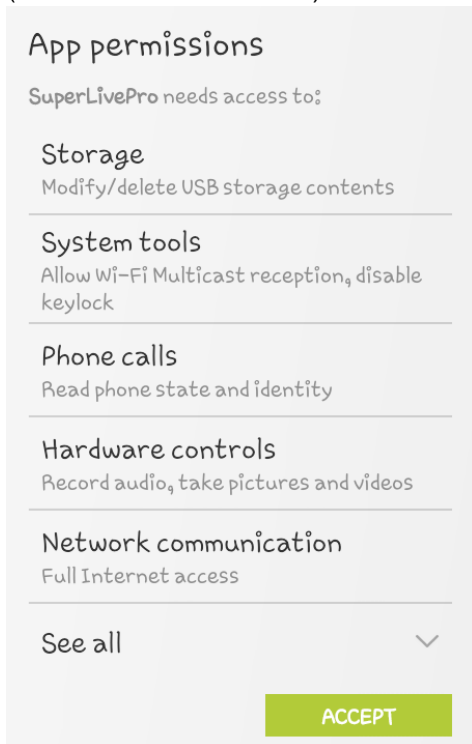 App permissions
SuperLivePro needs access to:
Storage
Modify/delete USB storage contents
System tools
Allow Wi-Fi Multicast reception, disable
keylock
Phone calls
Read phone state and identity
Hardware controls
Record audio, take pictures and videos
Network communication
Full Internet access
See all
ACCEPT